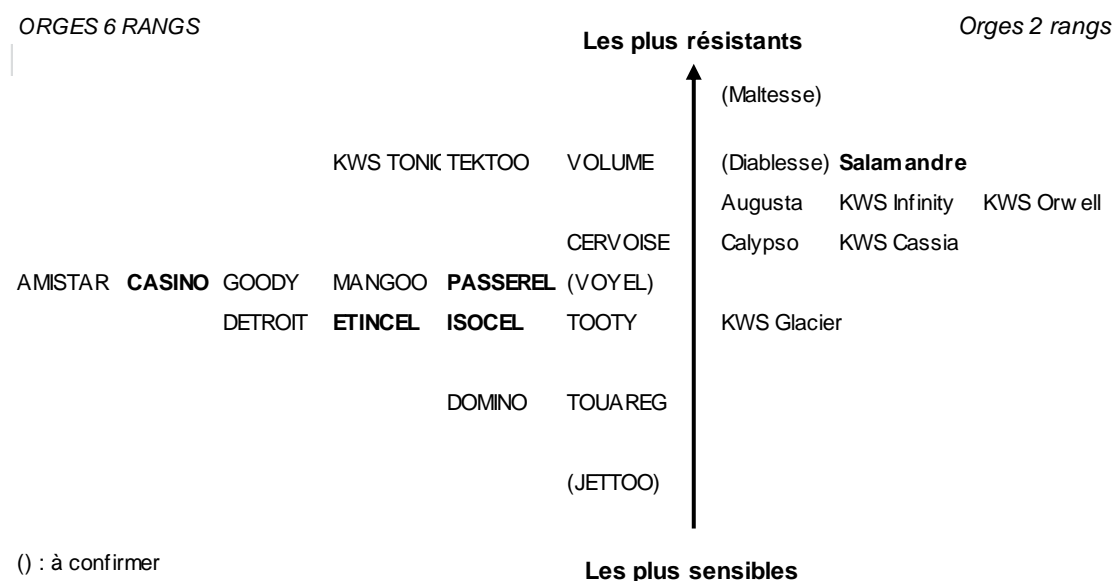 ORGES 6 RANGS Orges 2 rangs
Les plus résistants
(Maltesse)
KWS TONIC TEKTOO VOLUME (Diablesse) Salamandre
Augusta KWS Infinity KWS Orwell
CERVOISE Calypso KWS Cassia
AMISTAR CASINO GOODY MANGOO PASSEREL (VOYEL)
DETROIT ETINCEL ISOCEL TOOTY KWS Glacier
DOMINO TOUAREG
(JETTOO)
() : à confirmer
Les plus sensibles